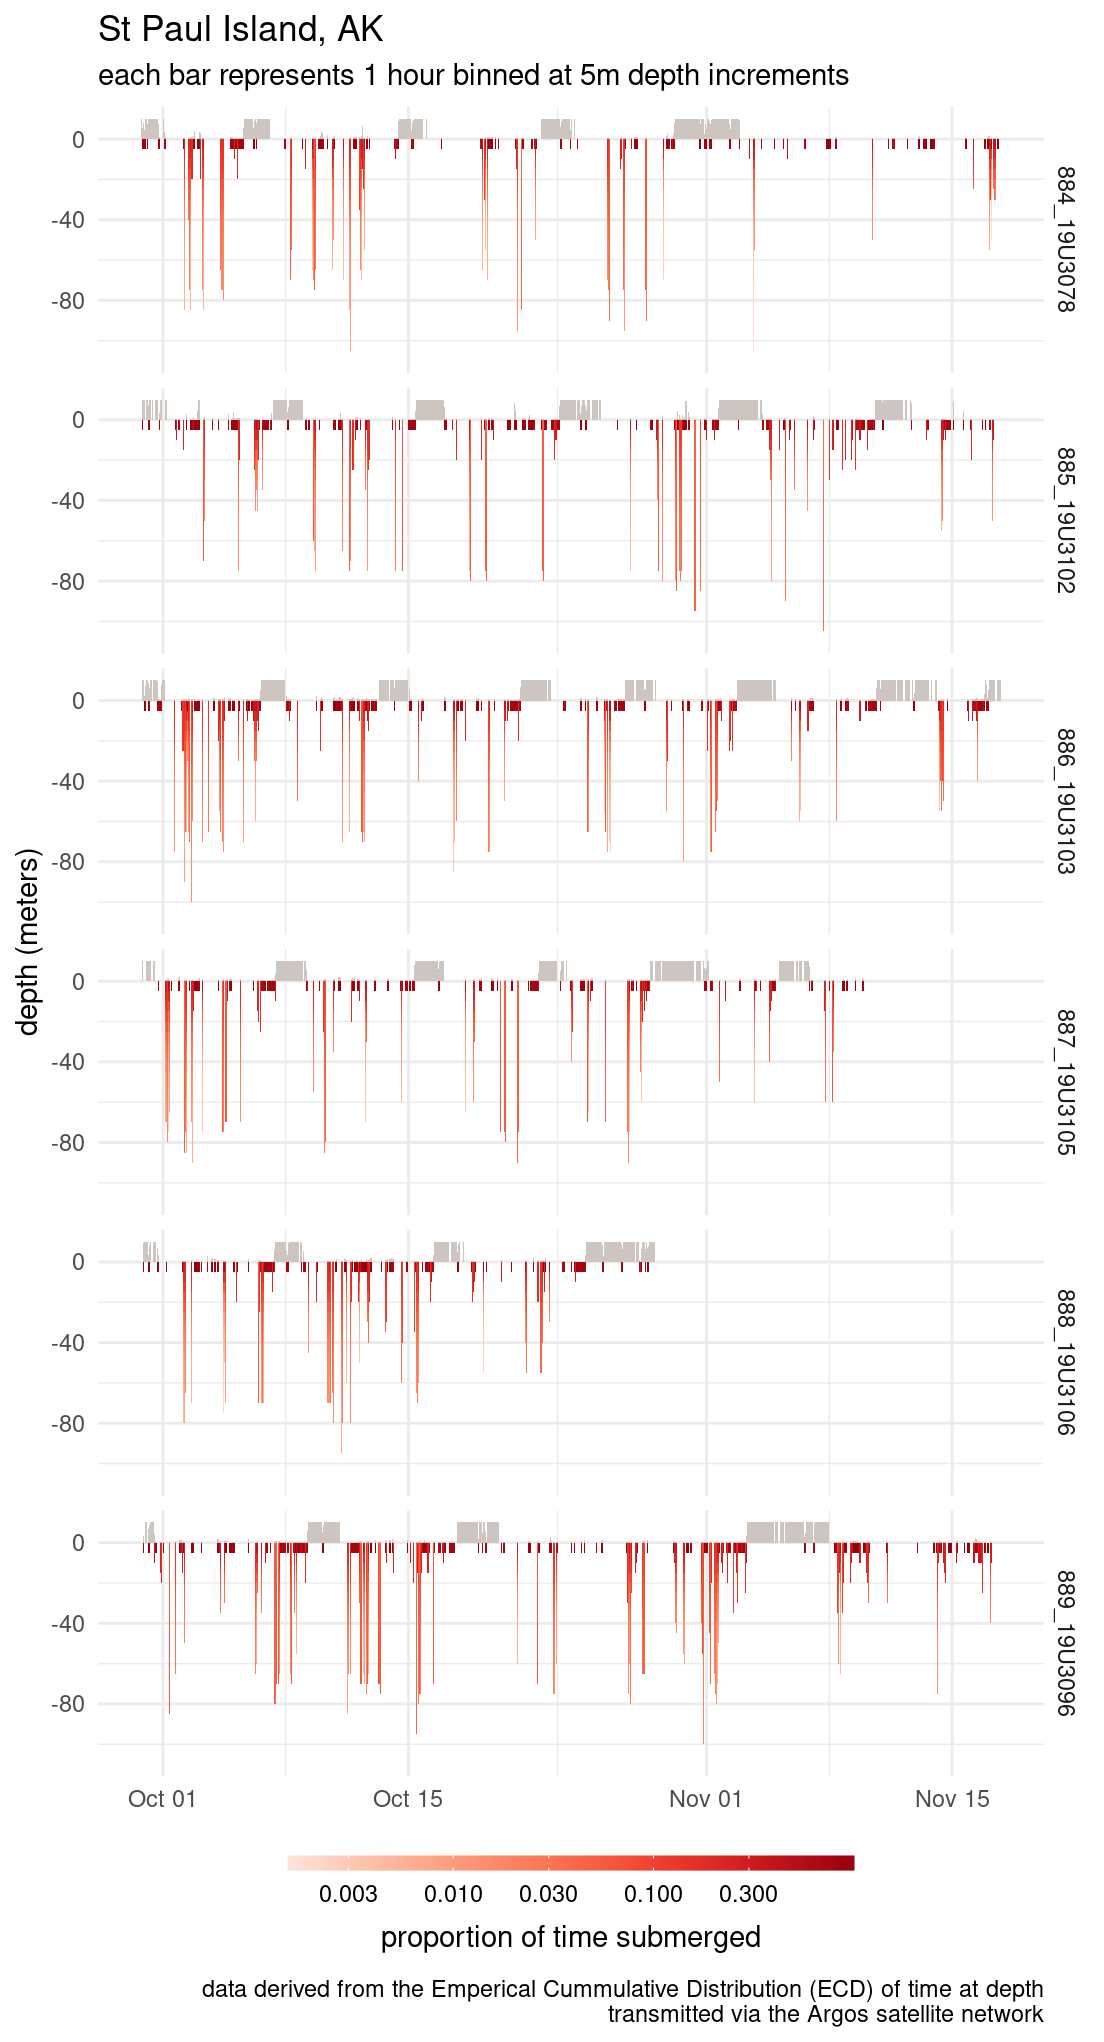 St Paul Island, AK
each bar represents 1 hour binned at 5m depth increments
0
-40
-80
884_19U3078
0
-40
-80
885_19U3102
0
-40
-80
886_19U3103
depth (meters)
0
-40
-80
887_19U3105
0
-40
-80
888_19U3106
0
-40
-80
889_19U3096
Oct 01 Oct 15 Nov 01 Nov 15
0.003 0.010 0.030 0.100 0.300
proportion of time submerged
data derived from the Emperical Cummulative Distribution (ECD) of time at depth
transmitted via the Argos satellite network